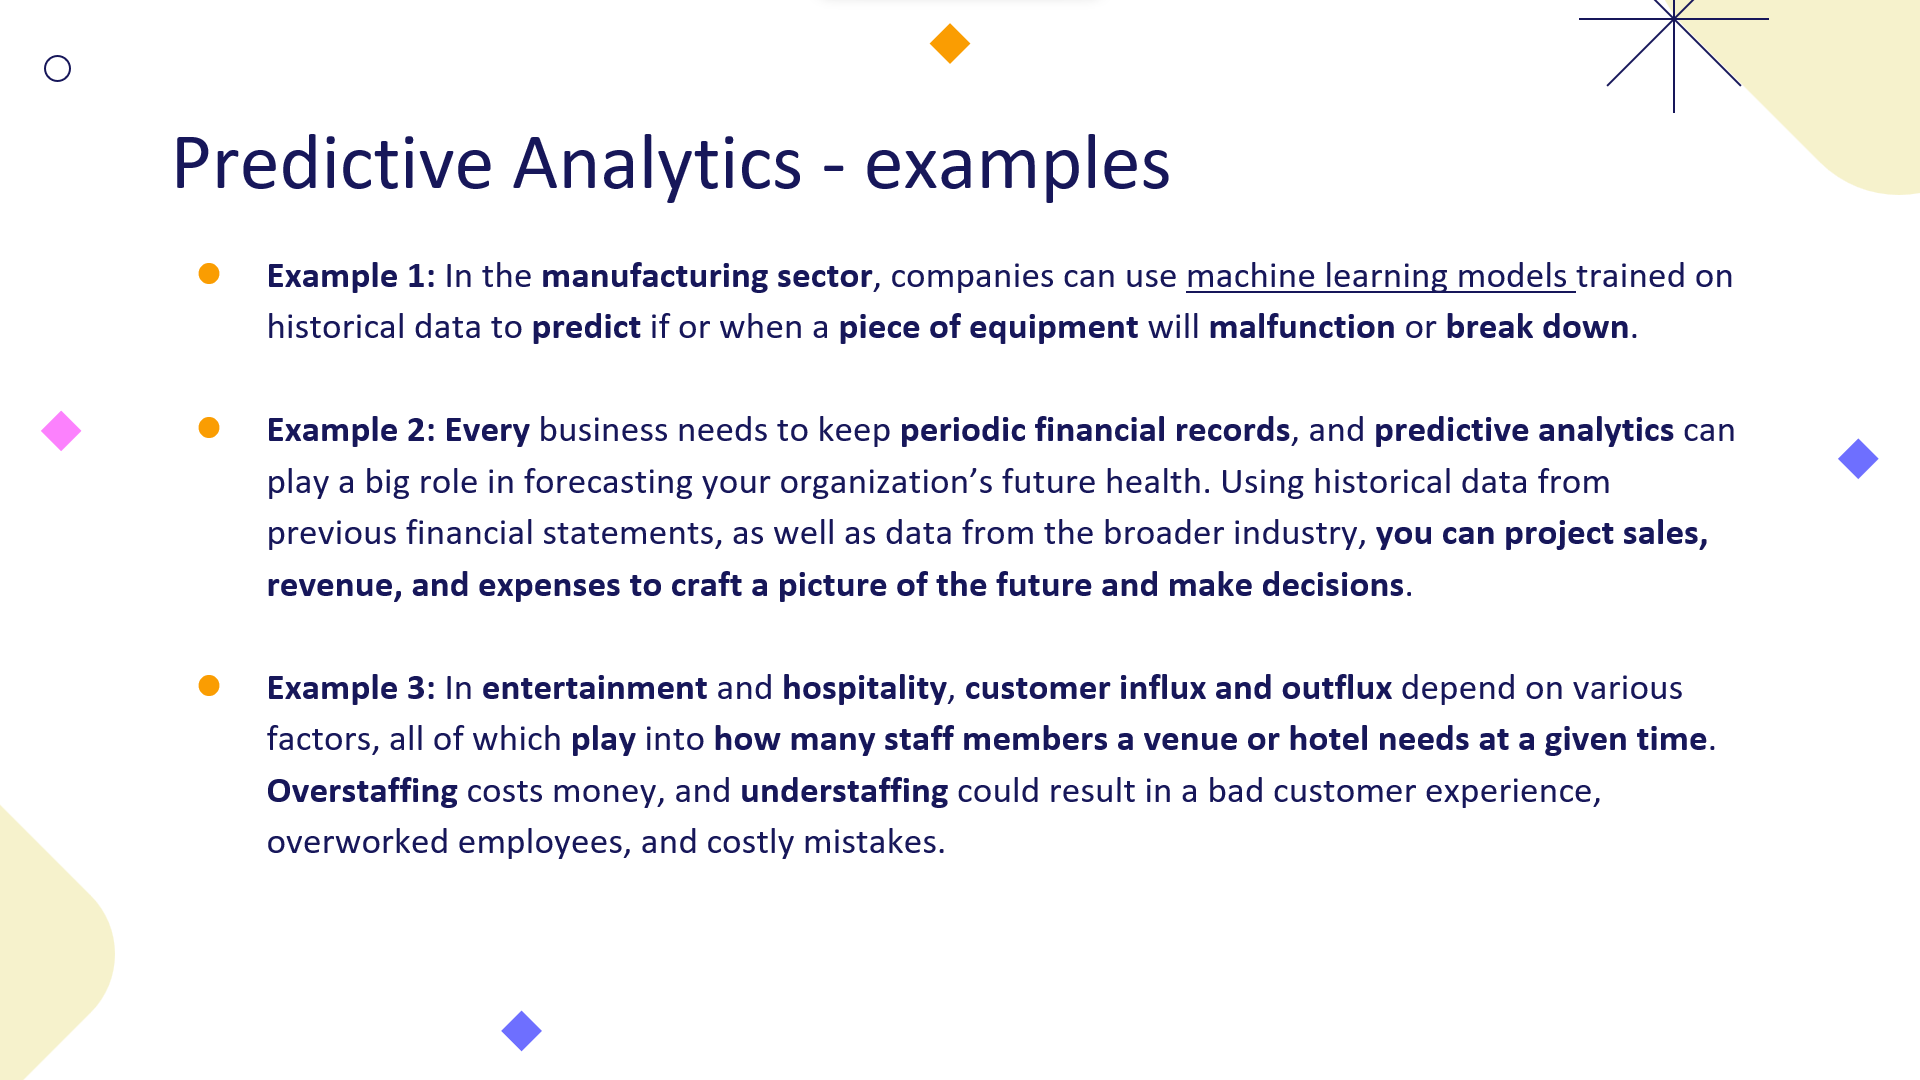 Predictive Analytics - examples
Example 1: In the manufacturing sector, companies can use machine learning models trained on
historical data to predict if or when a piece of equipment will malfunction or break down.
Example 2: Every business needs to keep periodic financial records, and predictive analytics can
play a big role in forecasting your organization’s future health. Using historical data from
previous financial statements, as well as data from the broader industry, you can project sales,
revenue, and expenses to craft a picture of the future and make decisions.
Example 3: In entertainment and hospitality, customer influx and outflux depend on various
factors, all of which play into how many staff members a venue or hotel needs at a given time.
Overstaffing costs money, and understaffing could result in a bad customer experience,
overworked employees, and costly mistakes.